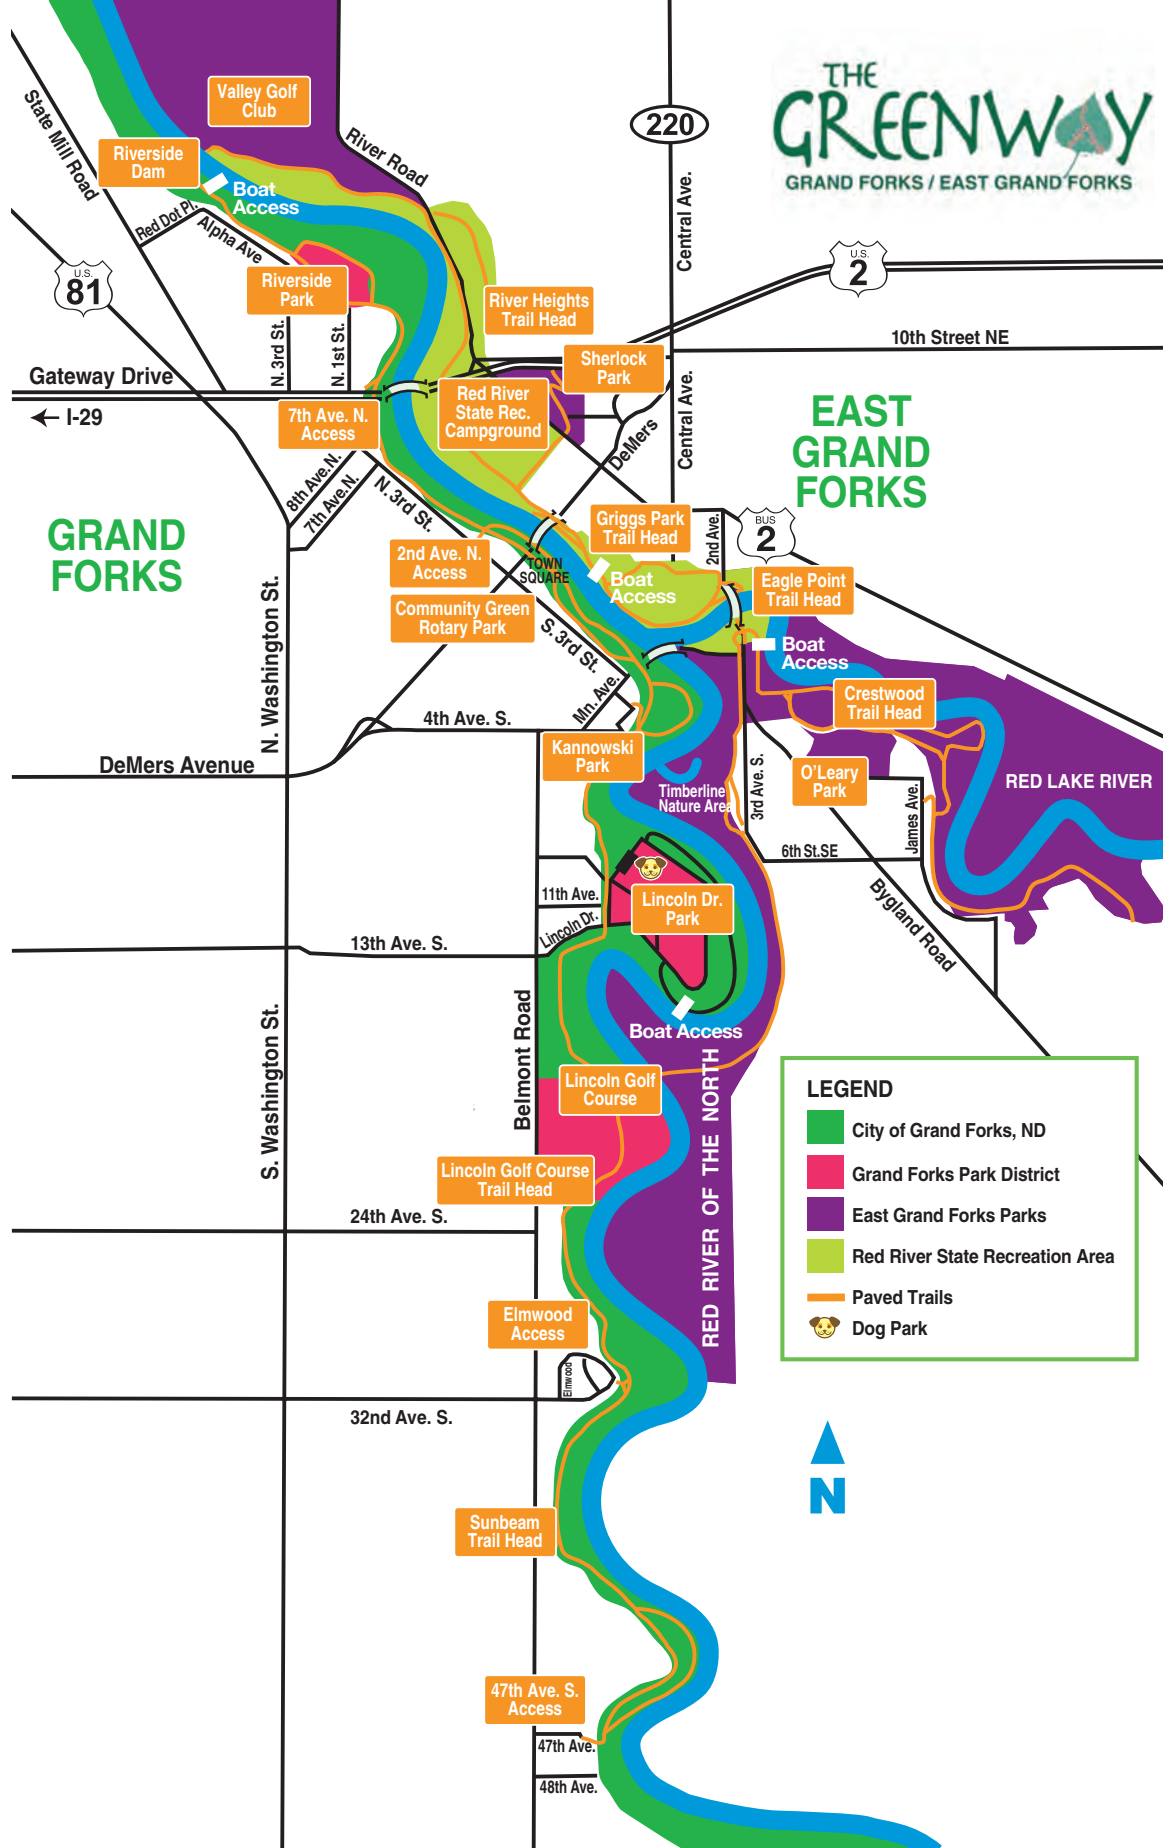 THE
GREENWAY
GRAND FORKS / EAST GRAND FORKS
Valley Golf
Club
State Mill Road
River Road
220
Riverside
Dam
Boat
Access
Red Dot Pl.
Alpha Ave
Central Ave.
U.S.
81
U.S.
2
Riverside
Park
River Heights
Trail Head
N. 3rd St.
N. 1st St.
10th Street NE
Sherlock
Park
Gateway Drive
I-29
Red River
State Rec.
Campground
7th Ave. N.
Access
Central Ave.
DeMers
EAST
GRAND
FORKS
8th Ave.N.
7th Ave.N.
N. 3rd St.
GRAND
FORKS
Griggs Park
Trail Head
2nd Ave.
BUS
2
2nd Ave. N.
Access
TOWN
SQUARE
Boat
Access
Eagle Point
Trail Head
Community Green
Rotary Park
S. 3rd St.
Boat
Access
N. Washington St.
Mn. Ave.
Crestwood
Trail Head
4th Ave. S.
DeMers Avenue
Kannowski
Park
Timberline
Nature Area
3rd Ave. S.
O'Leary
Park
RED LAKE RIVER
James Ave.
6th St.SE
11th Ave.
Lincoln Dr.
Lincoln Dr.
Park
Bygland Road
13th Ave. S.
S. Washington St.
Belmont Road
Boat Access
RED RIVER OF THE NORTH
Lincoln Golf
Course
LEGEND
City of Grand Forks, ND
Grand Forks Park District
East Grand Forks Parks
Red River State Recreation Area
Paved Trails
Dog Park
Lincoln Golf Course
Trail Head
24th Ave. S.
Elmwood
Access
Elmwood
32nd Ave. S.
N
Sunbeam
Trail Head
47th Ave. S.
Access
47th Ave.
48th Ave.